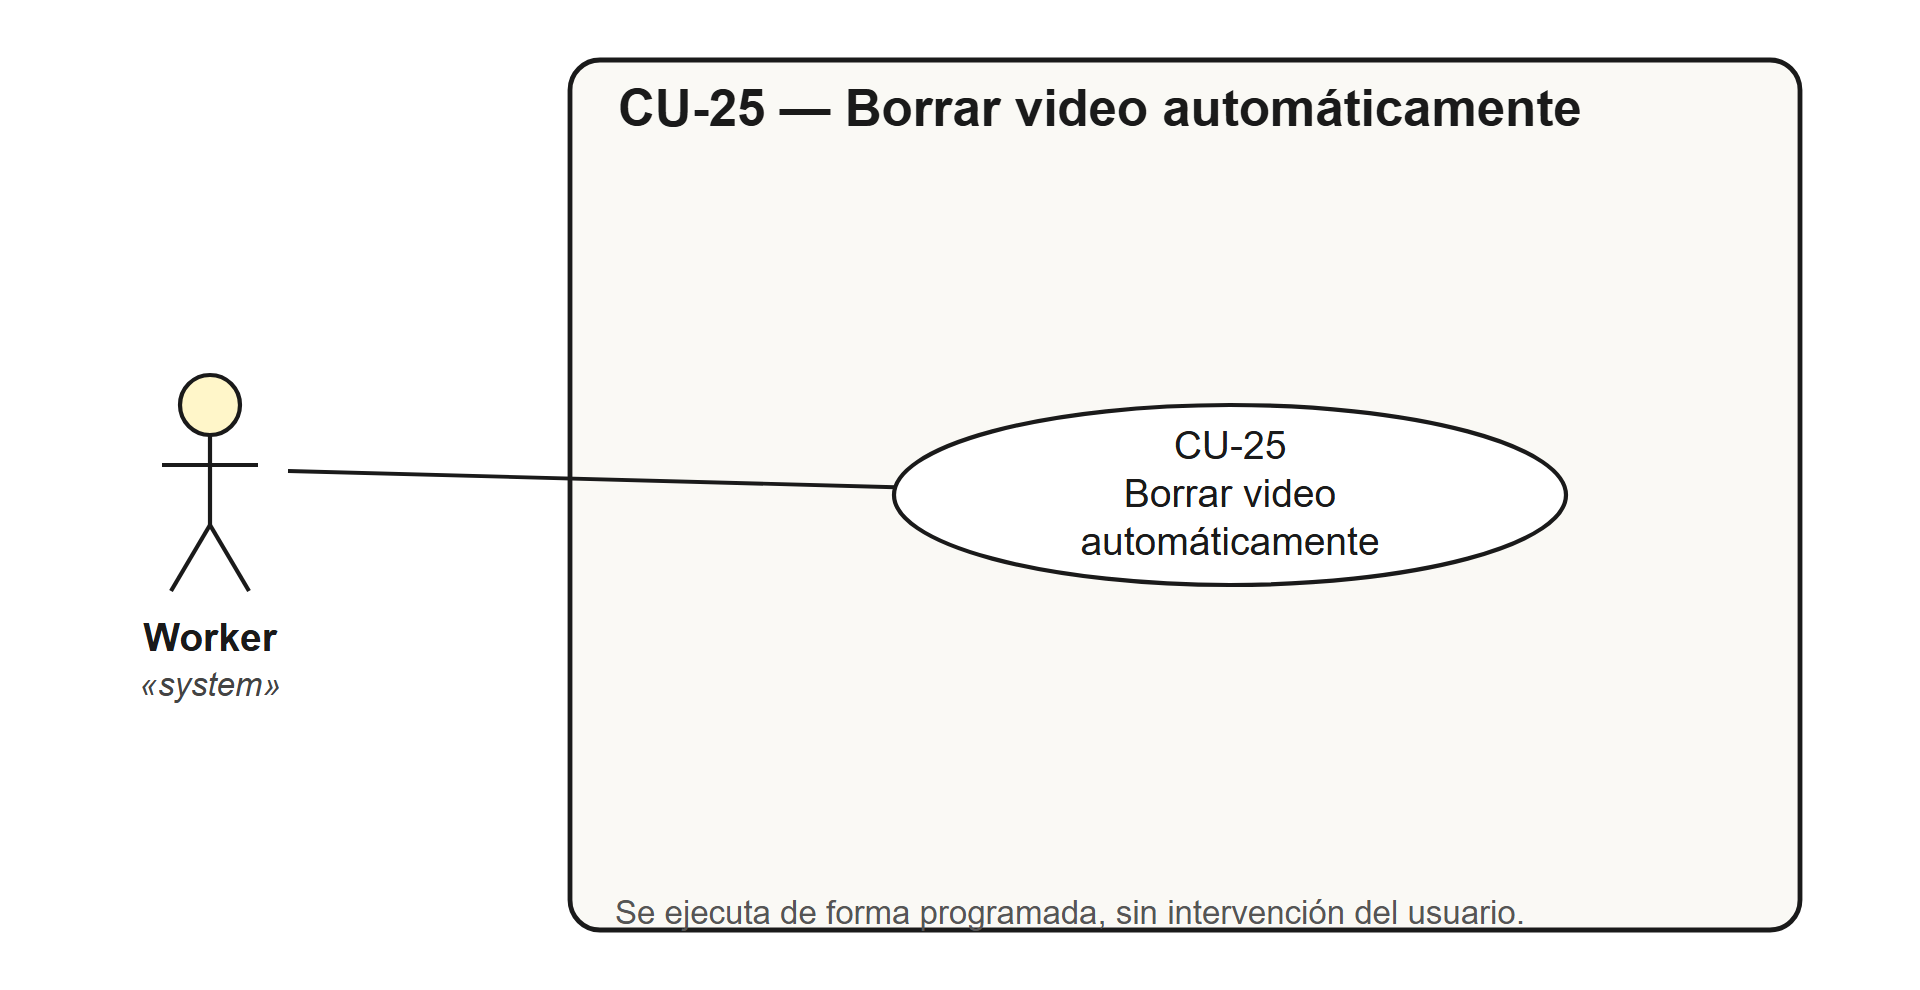 CU-25 — Borrar video automáticamente
CU-25
Borrar video
automáticamente
Worker
«system»
Se ejecuta de forma programada, sin intervención del usuario.